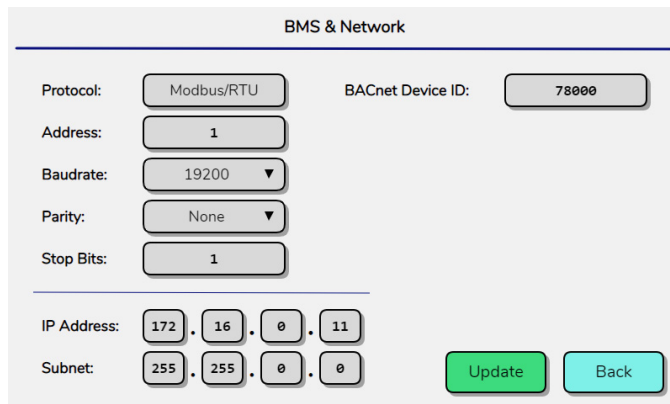 BMS & Network
Protocol: Modbus/RTU BACnet Device ID: 78000
Address: 1
Baudrate: 19200 ▼
Parity: None ▼
Stop Bits: 1
IP Address: 172 . 16 . 0 . 11
Subnet: 255 . 255 . 0 . 0
Update Back